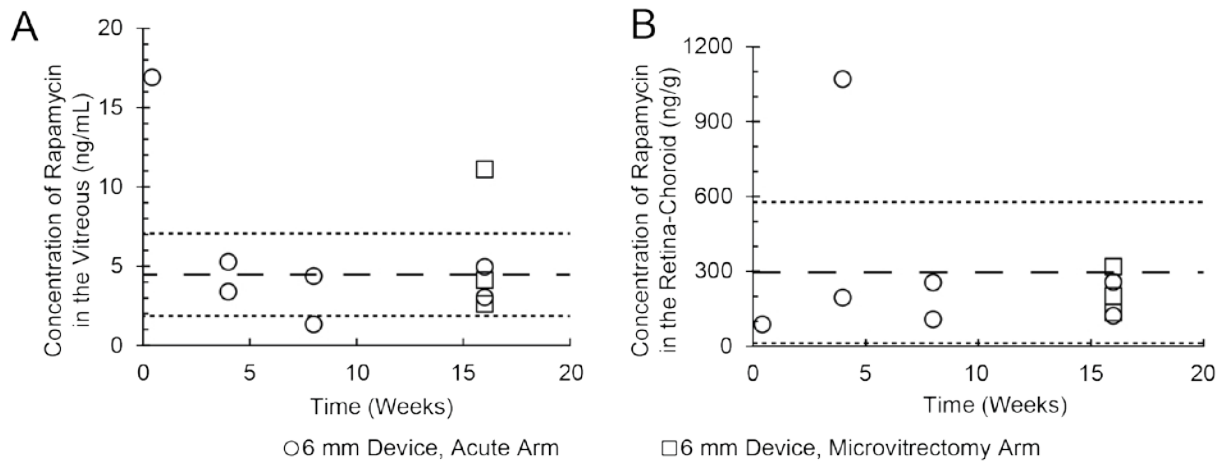 A
Concentration of Rapamycin
in the Vitreous (ng/mL)
20
15
10
5
0
0 5 10 15 20
Time (Weeks)
B
Concentration of Rapamycin
in the Retina-Choroid (ng/g)
1200
900
600
300
0
0 5 10 15 20
Time (Weeks)
6 mm Device, Acute Arm
6 mm Device, Microvitrectomy Arm